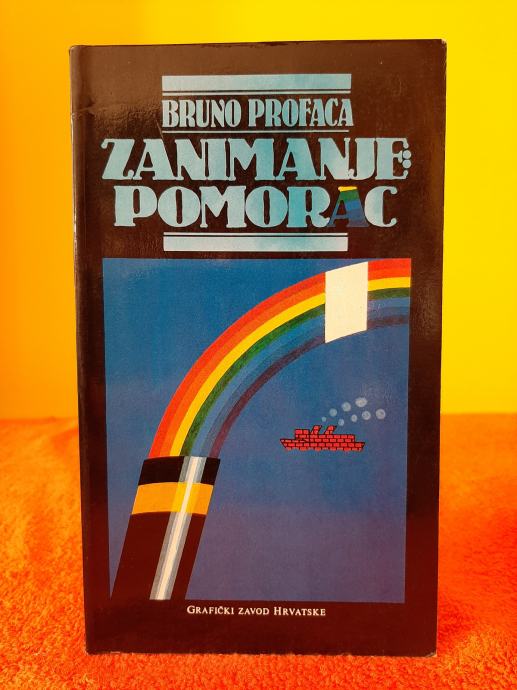 BRUNO PROFACA
ZANIMANJE:
POMORAC
GRAFIČKI ZAVOD HRVATSKE